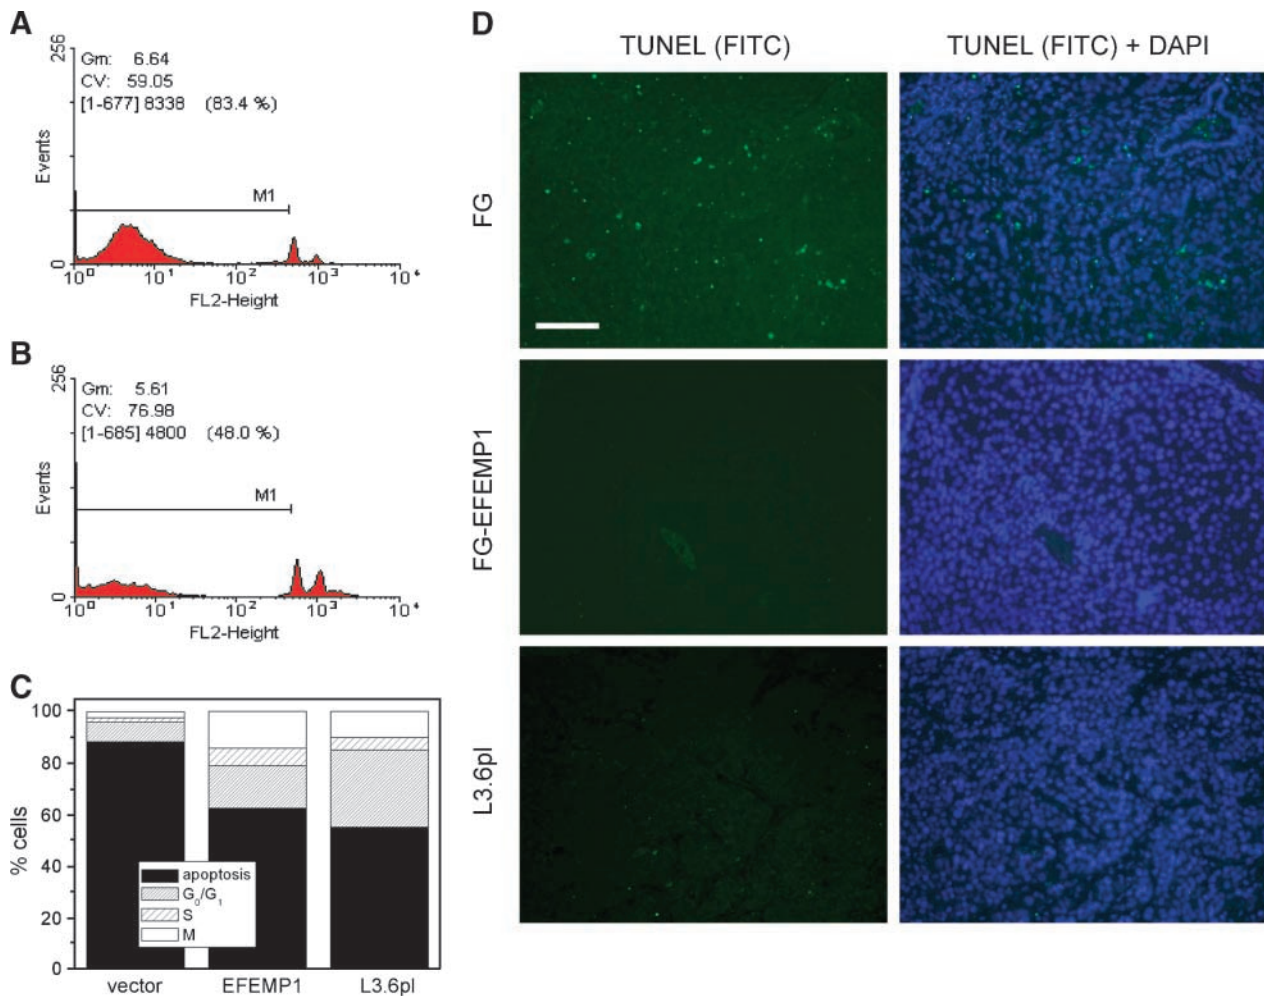 A
256
Gm: 6.64
CV: 59.05
[1-677] 8338 (83.4 %)
Events
M1
0
10⁰ 10¹ 10² 10³ 10⁴
FL2-Height
B
256
Gm: 5.61
CV: 76.98
[1-685] 4800 (48.0 %)
Events
M1
0
10⁰ 10¹ 10² 10³ 10⁴
FL2-Height
C
100
80
60
40
20
0
% cells
apoptosis
G₀/G₁
S
M
vector EFEMP1 L3.6pl
D
TUNEL (FITC) TUNEL (FITC) + DAPI
FG
FG-EFEMP1
L3.6pl